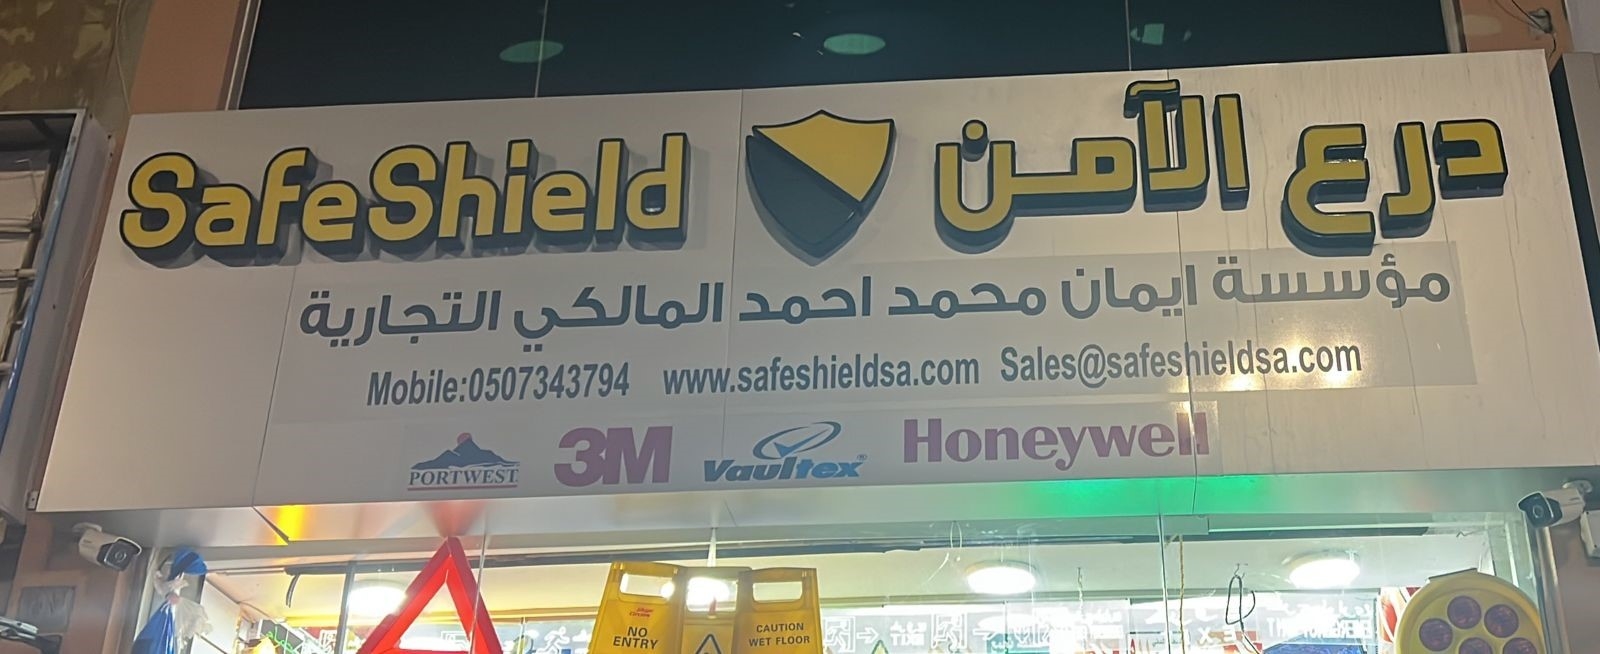 SafeShield درع الآمن
مؤسسة ايمان محمد احمد المالكي التجارية
Mobile:0507343794 www.safeshieldsa.com Sales@safeshieldsa.com
PORTWEST 3M Vaultex® Honeywell
NO
ENTRY
CAUTION
WET FLOOR
EXIT